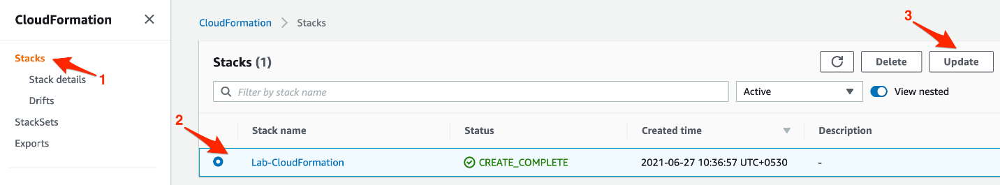 CloudFormation
Stacks
1
Stack details
Drifts
StackSets
Exports
CloudFormation > Stacks
3
Stacks (1)
Delete
Update
Filter by stack name
Active
View nested
2
Stack name Status Created time Description
Lab-CloudFormation CREATE_COMPLETE 2021-06-27 10:36:57 UTC+0530 -